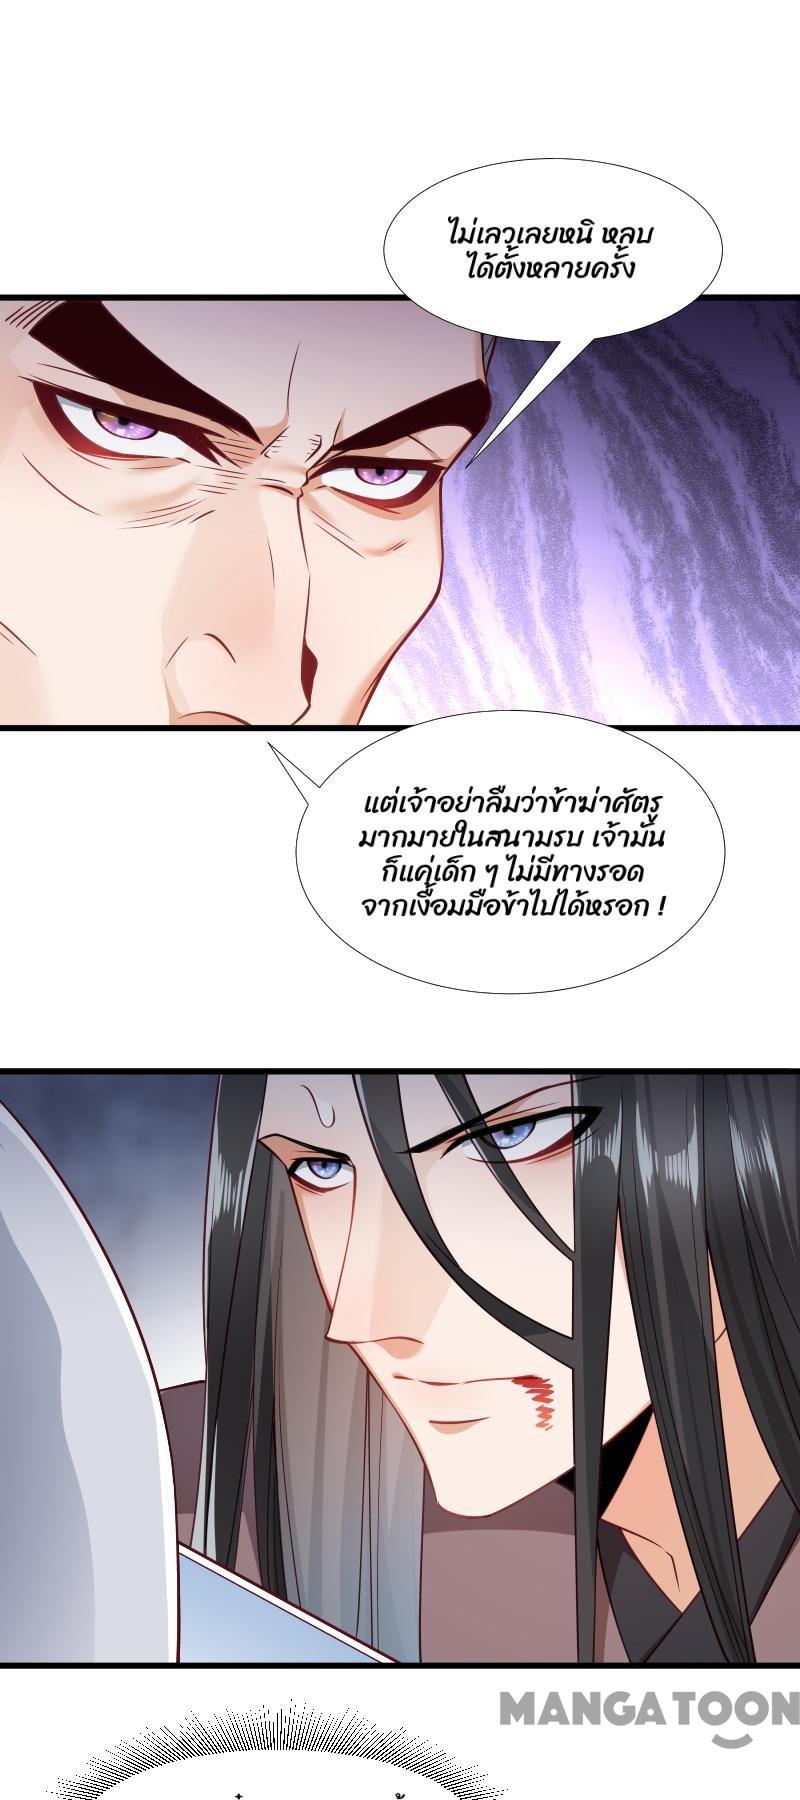 ไม่เลวเลยหนิ หลบ
ได้ตั้งหลายครั้ง
แต่เจ้าอย่าลืมว่าข้าฆ่าศัตรู
มากมายในสนามรบ เจ้ามัน
ก็แค่เด็ก ๆ ไม่มีทางรอด
จากเงื้อมมือข้าไปได้หรอก !
MANGATOON